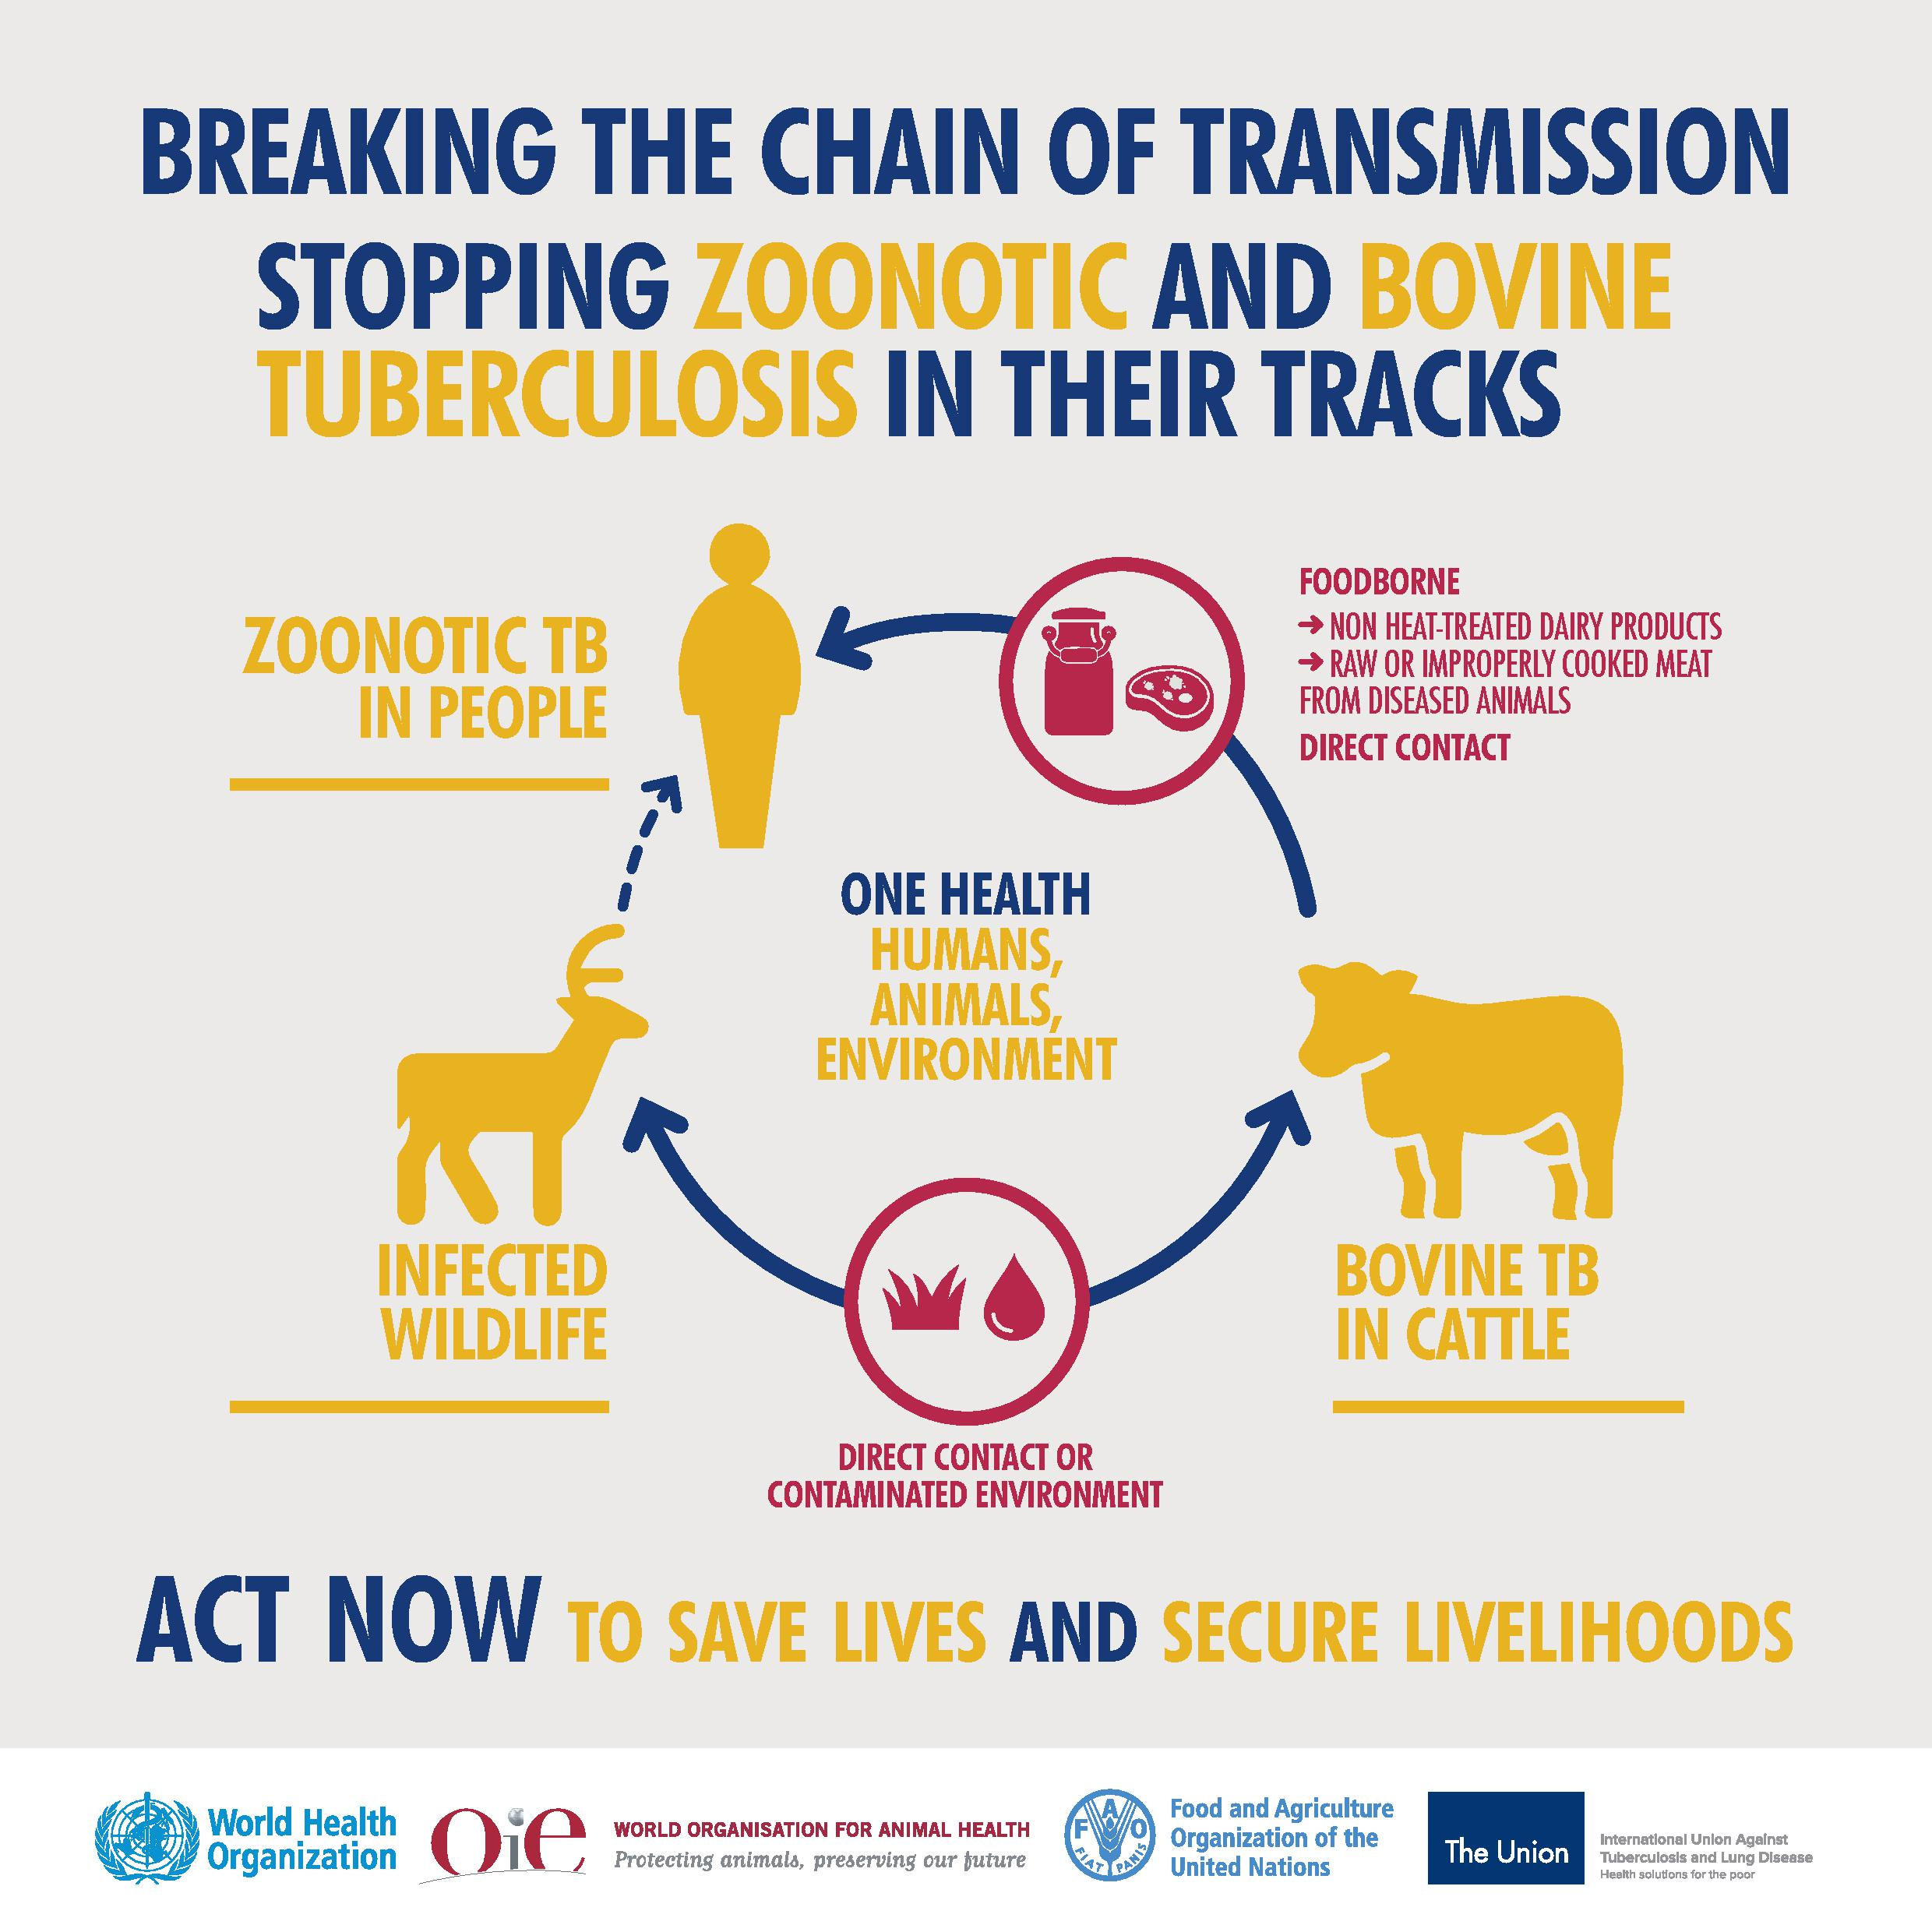 BREAKING THE CHAIN OF TRANSMISSION
STOPPING ZOONOTIC AND BOVINE
TUBERCULOSIS IN THEIR TRACKS
ZOONOTIC TB
IN PEOPLE
FOODBORNE
➔ NON HEAT-TREATED DAIRY PRODUCTS
➔ RAW OR IMPROPERLY COOKED MEAT
FROM DISEASED ANIMALS
DIRECT CONTACT
ONE HEALTH
HUMANS,
ANIMALS,
ENVIRONMENT
INFECTED
WILDLIFE
BOVINE TB
IN CATTLE
DIRECT CONTACT OR
CONTAMINATED ENVIRONMENT
ACT NOW TO SAVE LIVES AND SECURE LIVELIHOODS
World Health
Organization
oie
WORLD ORGANISATION FOR ANIMAL HEALTH
Protecting animals, preserving our future
F A O
FIAT PANIS
Food and Agriculture
Organization of the
United Nations
The Union
International Union Against
Tuberculosis and Lung Disease
Health solutions for the poor